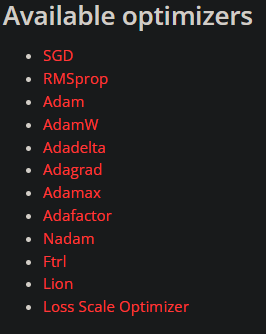 Available optimizers
SGD
RMSprop
Adam
AdamW
Adadelta
Adagrad
Adamax
Adafactor
Nadam
Ftrl
Lion
Loss Scale Optimizer